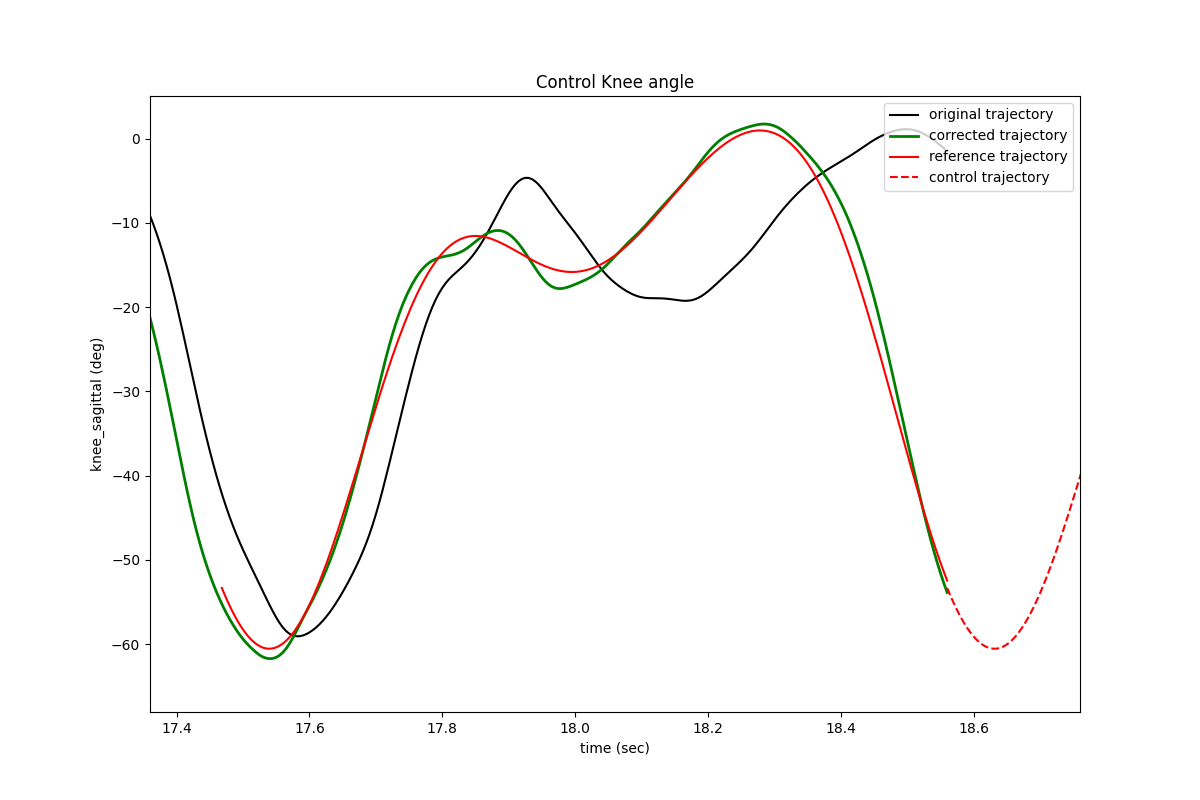 Control Knee angle
original trajectory
corrected trajectory
reference trajectory
control trajectory
0
−10
−20
−30
−40
−50
−60
knee_sagittal (deg)
17.4 17.6 17.8 18.0 18.2 18.4 18.6
time (sec)